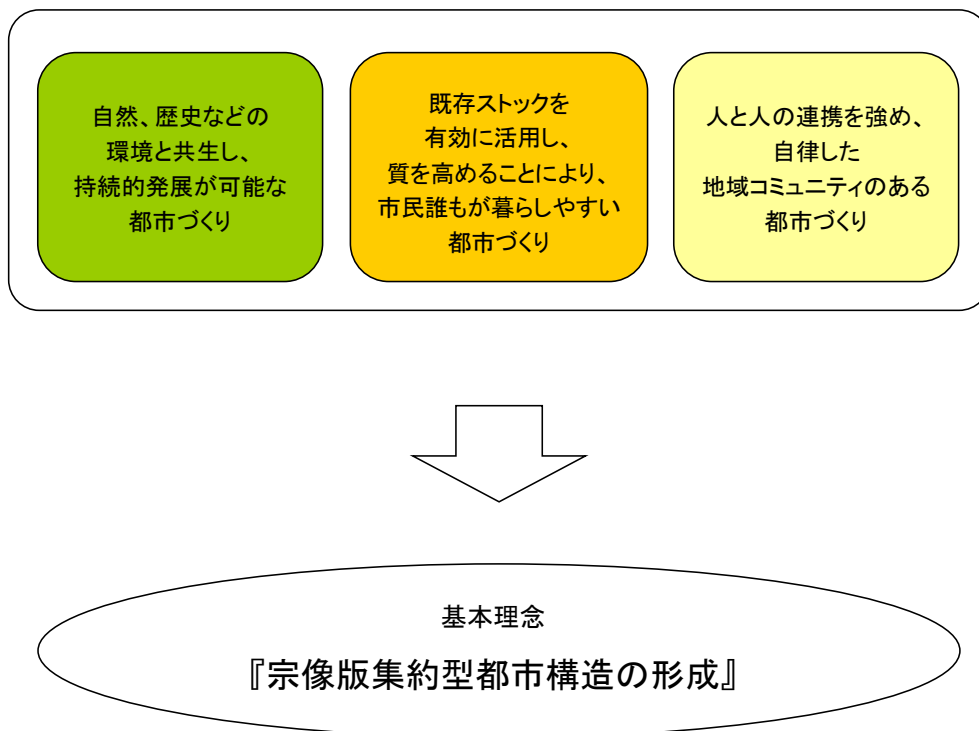 自然、歴史などの
環境と共生し、
持続的発展が可能な
都市づくり
既存ストックを
有効に活用し、
質を高めることにより、
市民誰もが暮らしやすい
都市づくり
人と人の連携を強め、
自律した
地域コミュニティのある
都市づくり
基本理念
『宗像版集約型都市構造の形成』